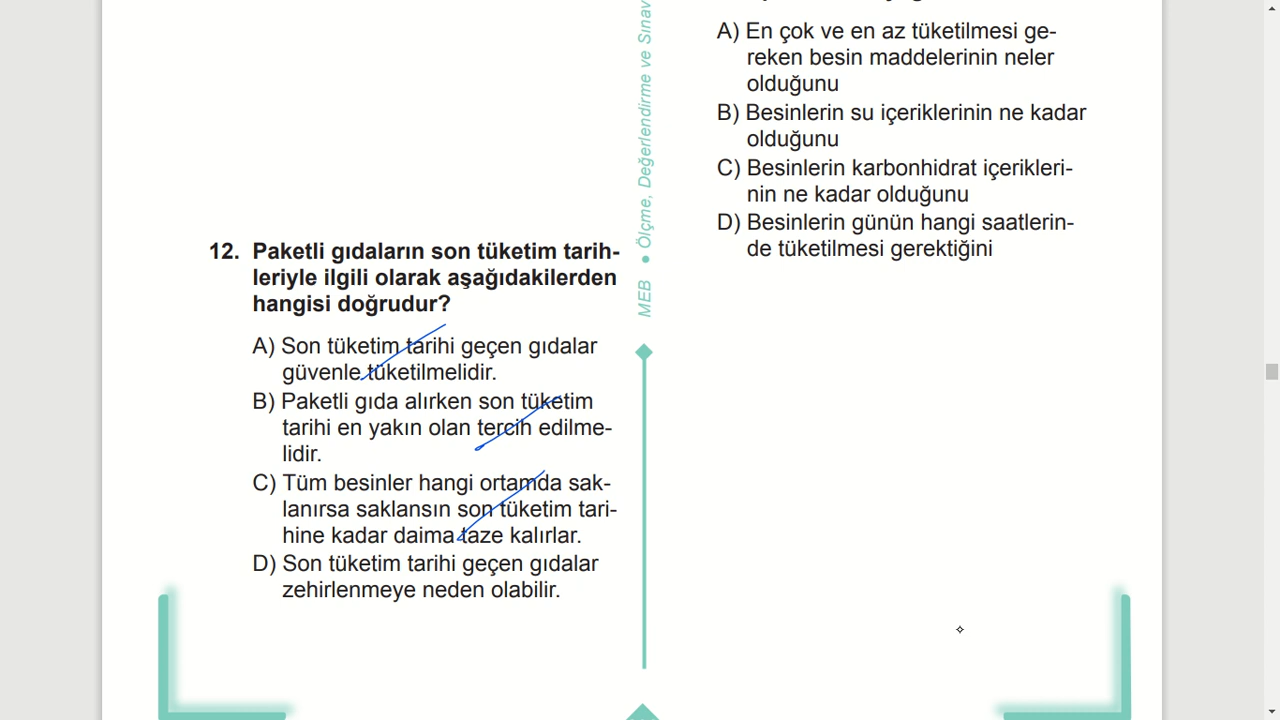 12. Paketli gıdaların son tüketim tarih-
leriyle ilgili olarak aşağıdakilerden
hangisi doğrudur?
A) Son tüketim tarihi geçen gıdalar
güvenle tüketilmelidir.
B) Paketli gıda alırken son tüketim
tarihi en yakın olan tercih edilme-
lidir.
C) Tüm besinler hangi ortamda sak-
lanırsa saklansın son tüketim tari-
hine kadar daima taze kalırlar.
D) Son tüketim tarihi geçen gıdalar
zehirlenmeye neden olabilir.
MEB ● Ölçme, Değerlendirme ve Sınav
A) En çok ve en az tüketilmesi ge-
reken besin maddelerinin neler
olduğunu
B) Besinlerin su içeriklerinin ne kadar
olduğunu
C) Besinlerin karbonhidrat içerikleri-
nin ne kadar olduğunu
D) Besinlerin günün hangi saatlerin-
de tüketilmesi gerektiğini